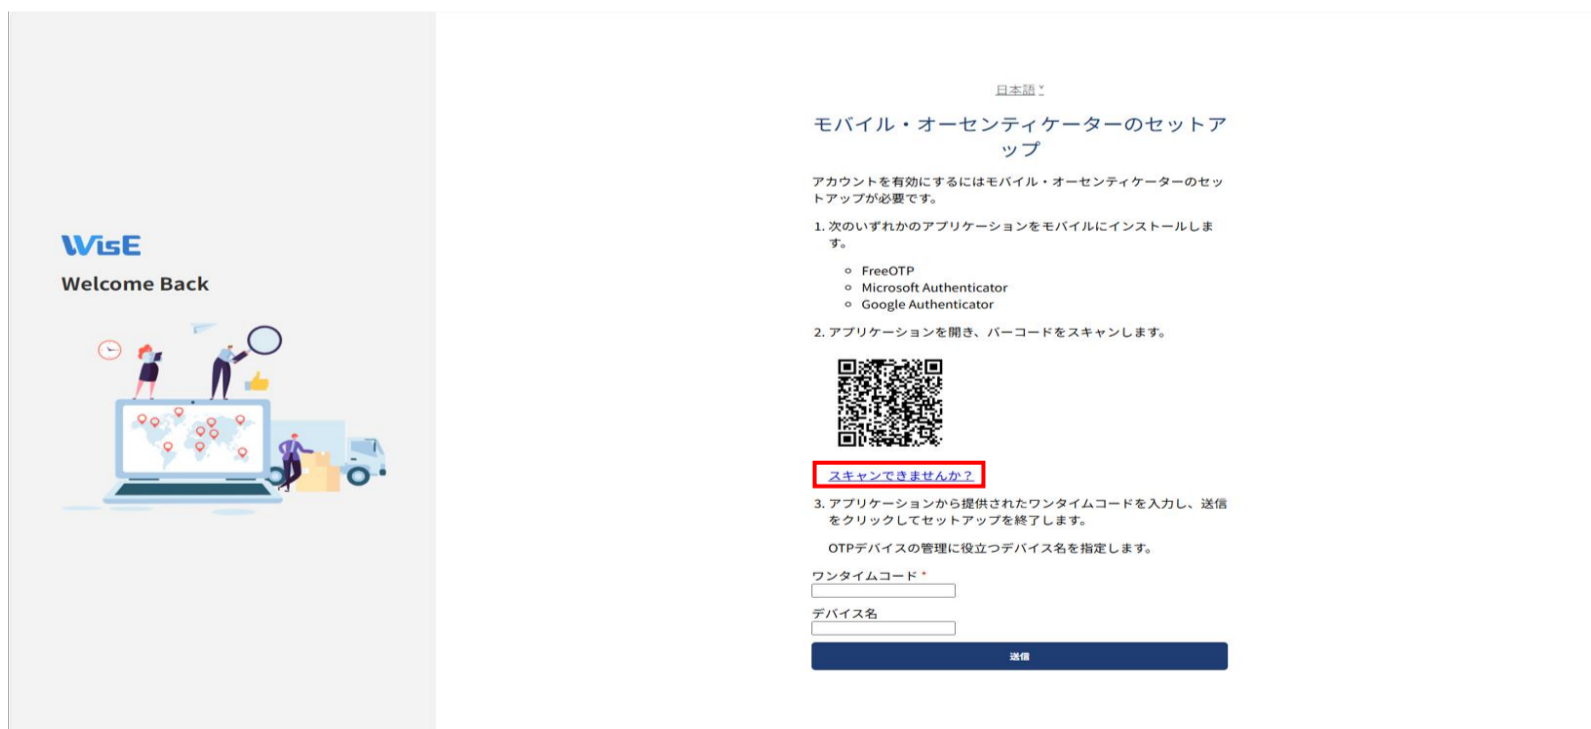 WisE
Welcome Back
日本語
モバイル・オーセンティケーターのセットア
ップ
アカウントを有効にするにはモバイル・オーセンティケーターのセッ
トアップが必要です。
1. 次のいずれかのアプリケーションをモバイルにインストールしま
す。
FreeOTP
Microsoft Authenticator
Google Authenticator
2. アプリケーションを開き、バーコードをスキャンします。
スキャンできませんか？
3. アプリケーションから提供されたワンタイムコードを入力し、送信
をクリックしてセットアップを終了します。
OTPデバイスの管理に役立つデバイス名を指定します。
ワンタイムコード *
デバイス名
送信